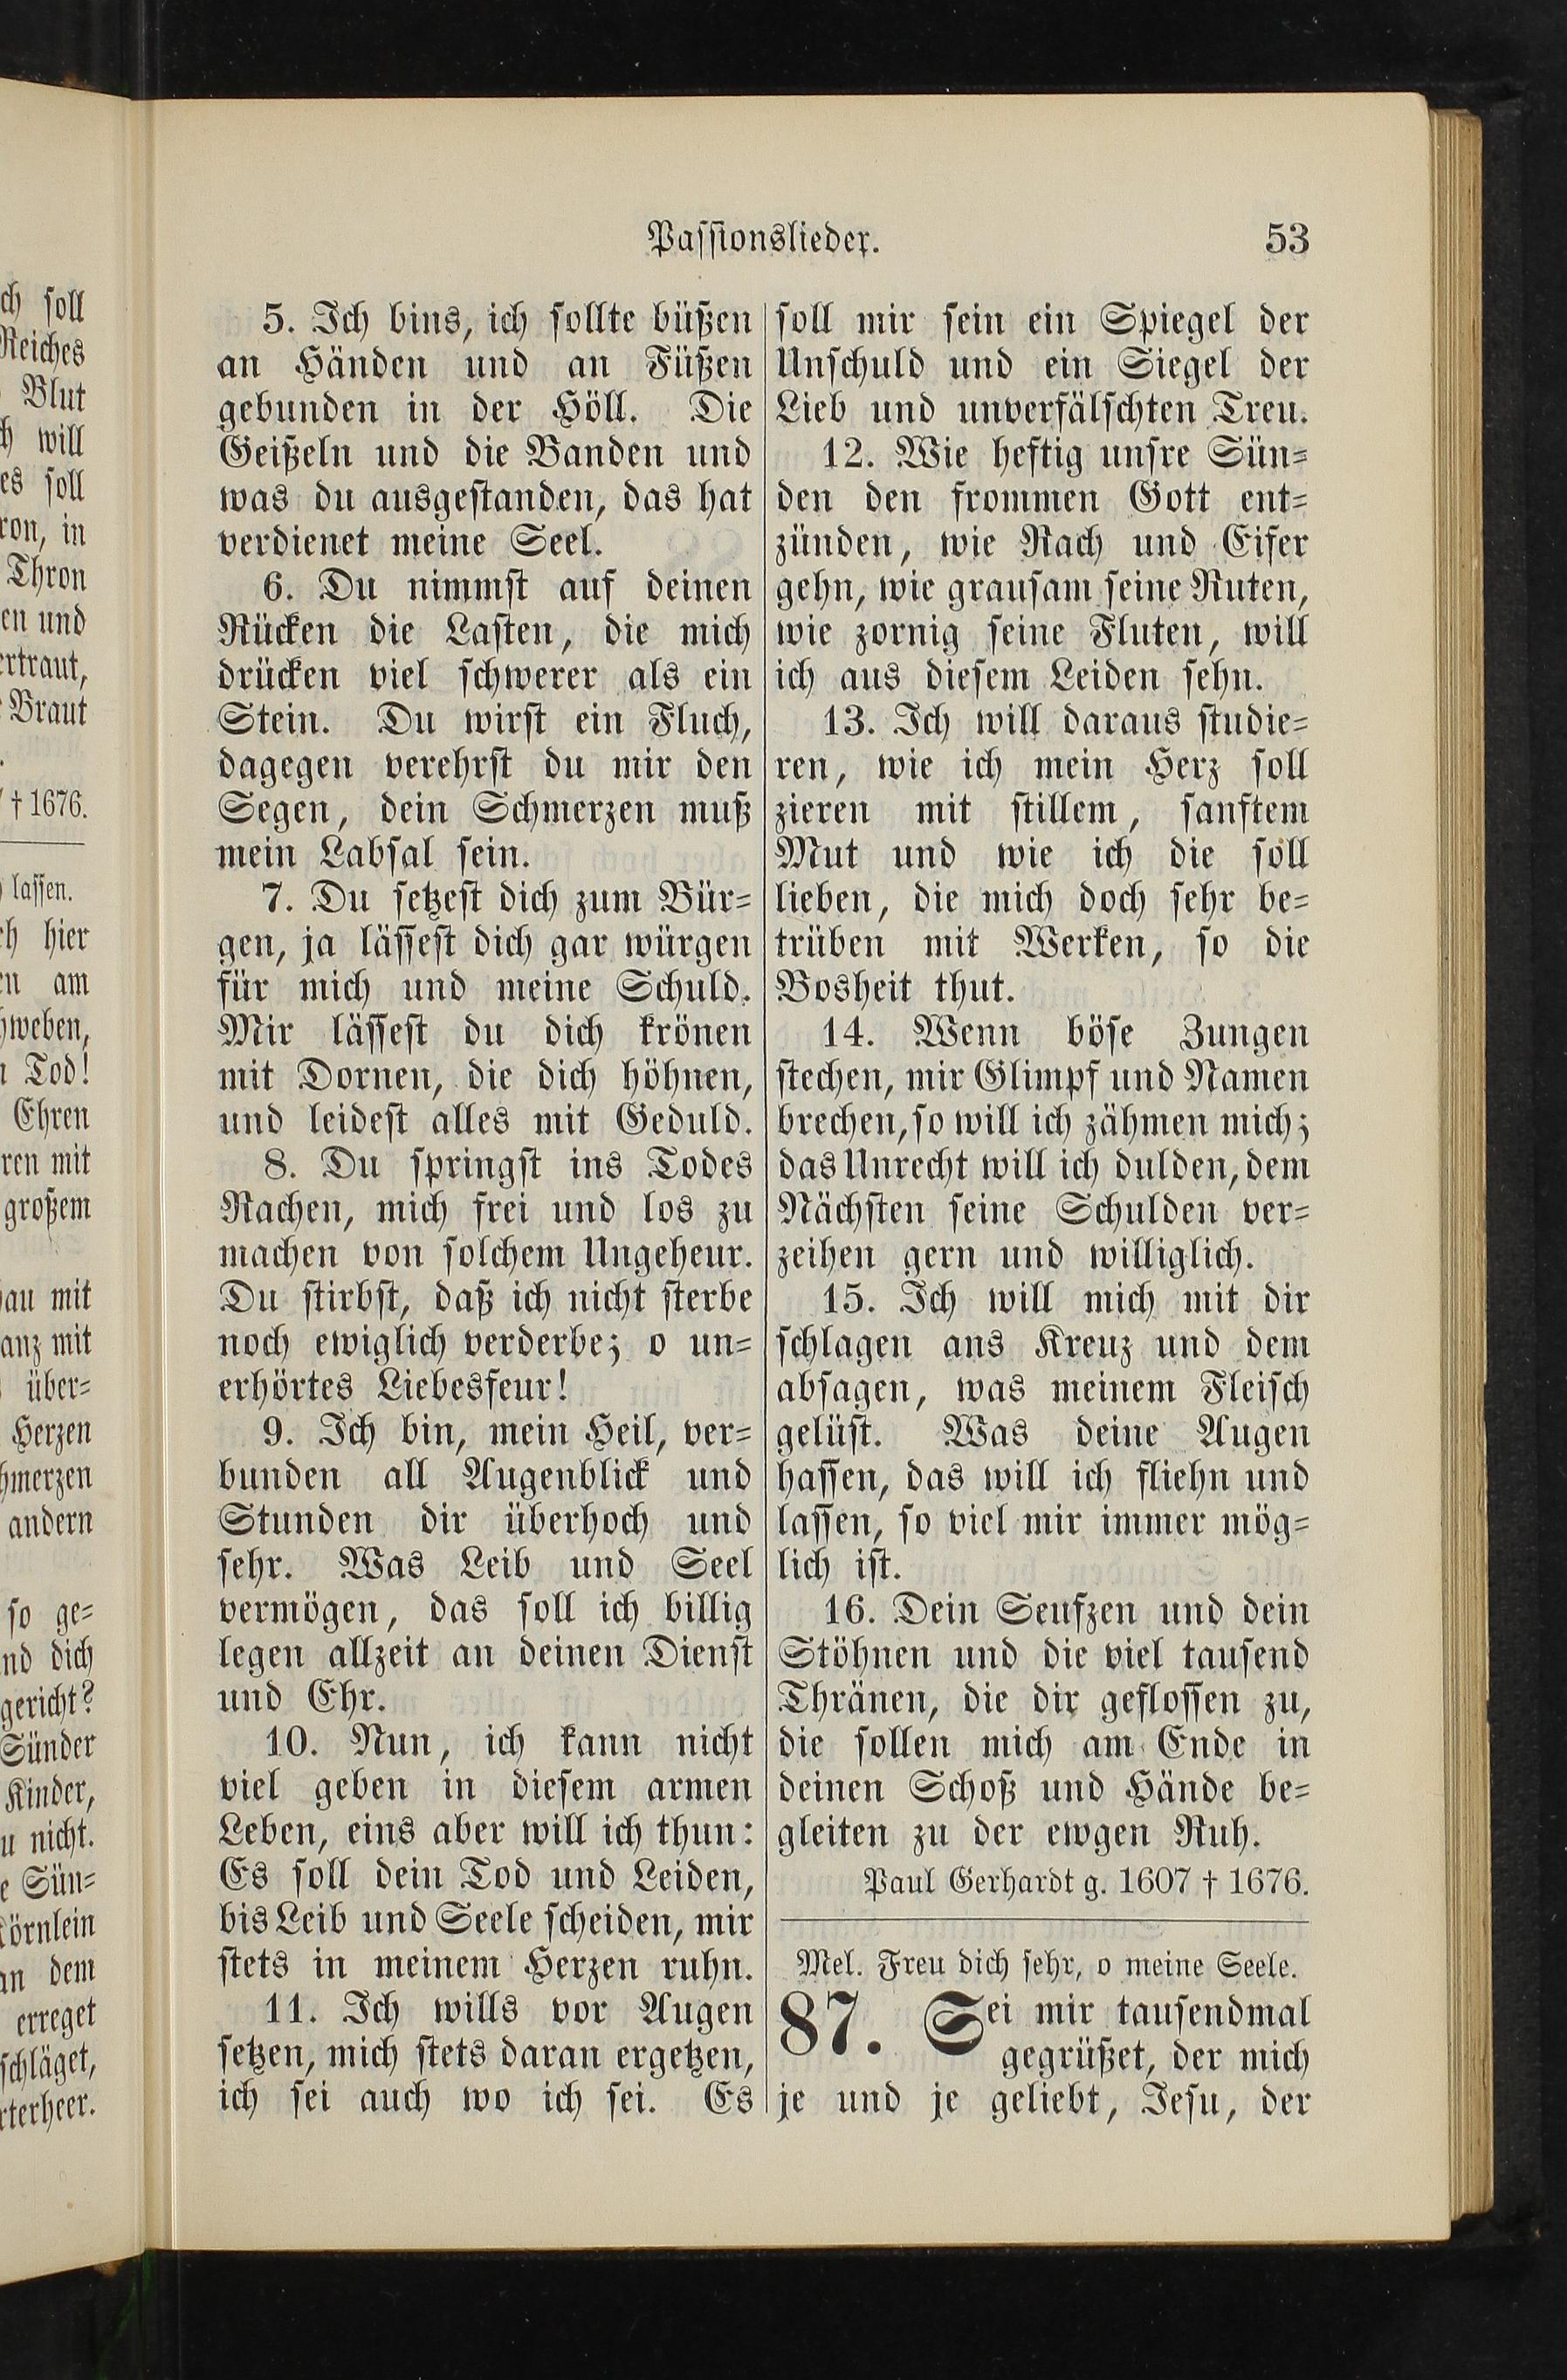 Passionslieder. 53
5. Ich bins, ich sollte büßen
an Händen und an Füßen
gebunden in der Höll. Die
Geißeln und die Banden und
was du ausgestanden, das hat
verdienet meine Seel.
6. Du nimmst auf deinen
Rücken die Lasten, die mich
drücken viel schwerer als ein
Stein. Du wirst ein Fluch,
dagegen verehrst du mir den
Segen, dein Schmerzen muß
mein Labsal sein.
7. Du setzest dich zum Bür-
gen, ja lässest dich gar würgen
für mich und meine Schuld.
Mir lässest du dich krönen
mit Dornen, die dich höhnen,
und leidest alles mit Geduld.
8. Du springst ins Todes
Rachen, mich frei und los zu
machen von solchem Ungeheur.
Du stirbst, daß ich nicht sterbe
noch ewiglich verderbe; o un-
erhörtes Liebesfeur!
9. Ich bin, mein Heil, ver-
bunden all Augenblick und
Stunden dir überhoch und
sehr. Was Leib und Seel
vermögen, das soll ich billig
legen allzeit an deinen Dienst
und Ehr.
10. Nun, ich kann nicht
viel geben in diesem armen
Leben, eins aber will ich thun:
Es soll dein Tod und Leiden,
bis Leib und Seele scheiden, mir
stets in meinem Herzen ruhn.
11. Ich wills vor Augen
setzen, mich stets daran ergetzen,
ich sei auch wo ich sei. Es
soll mir sein ein Spiegel der
Unschuld und ein Siegel der
Lieb und unverfälschten Treu.
12. Wie heftig unsre Sün-
den den frommen Gott ent-
zünden, wie Rach und Eifer
gehn, wie grausam seine Ruten,
wie zornig seine Fluten, will
ich aus diesem Leiden sehn.
13. Ich will daraus studie-
ren, wie ich mein Herz soll
zieren mit stillem, sanftem
Mut und wie ich die soll
lieben, die mich doch sehr be-
trüben mit Werken, so die
Bosheit thut.
14. Wenn böse Zungen
stechen, mir Glimpf und Namen
brechen, so will ich zähmen mich;
das Unrecht will ich dulden, dem
Nächsten seine Schulden ver-
zeihen gern und williglich.
15. Ich will mich mit dir
schlagen ans Kreuz und dem
absagen, was meinem Fleisch
gelüst. Was deine Augen
hassen, das will ich fliehn und
lassen, so viel mir immer mög-
lich ist.
16. Dein Seufzen und dein
Stöhnen und die viel tausend
Thränen, die dir geflossen zu,
die sollen mich am Ende in
deinen Schoß und Hände be-
gleiten zu der ewgen Ruh.
Paul Gerhardt g. 1607 † 1676.
Mel. Freu dich sehr, o meine Seele.
87. Sei mir tausendmal
gegrüßet, der mich
je und je geliebt, Jesu, der